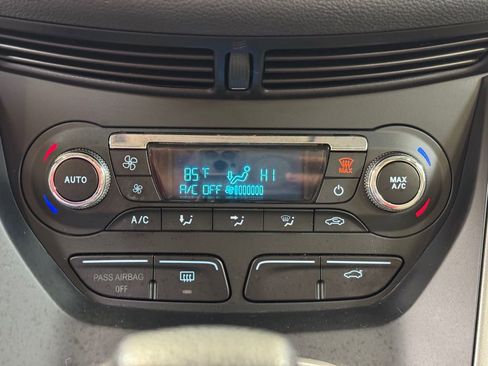 85°F HI
A/C OFF
MAX
AUTO
MAX
A/C
A/C
PASS AIRBAG
OFF